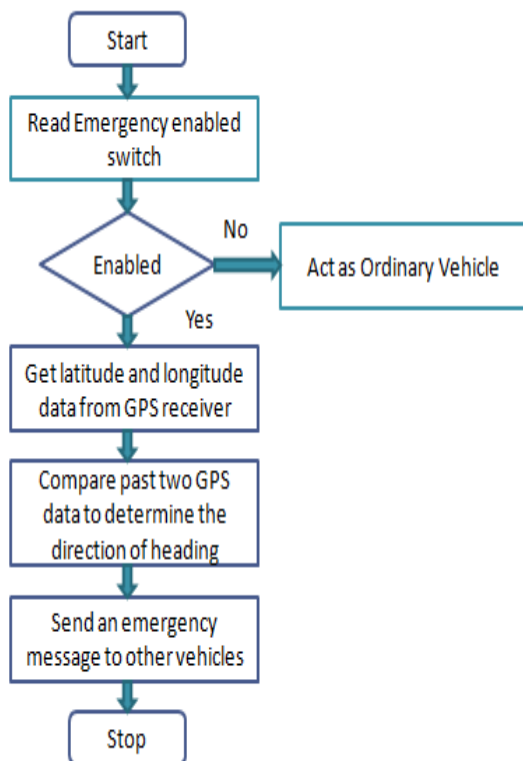 Start
Read Emergency enabled
switch
Enabled
No
Act as Ordinary Vehicle
Yes
Get latitude and longitude
data from GPS receiver
Compare past two GPS
data to determine the
direction of heading
Send an emergency
message to other vehicles
Stop